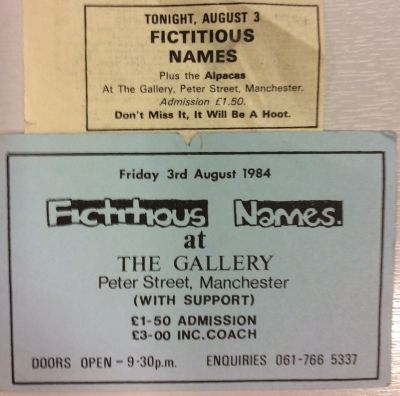 TONIGHT, AUGUST 3
FICTITIOUS
NAMES
Plus the Alpacas
At The Gallery, Peter Street, Manchester.
Admission £1.50.
Don't Miss It, It Will Be A Hoot.
Friday 3rd August 1984
Fictitious Names.
at
THE GALLERY
Peter Street, Manchester
(WITH SUPPORT)
£1-50 ADMISSION
£3-00 INC. COACH
DOORS OPEN – 9·30p.m. ENQUIRIES 061-766 5337